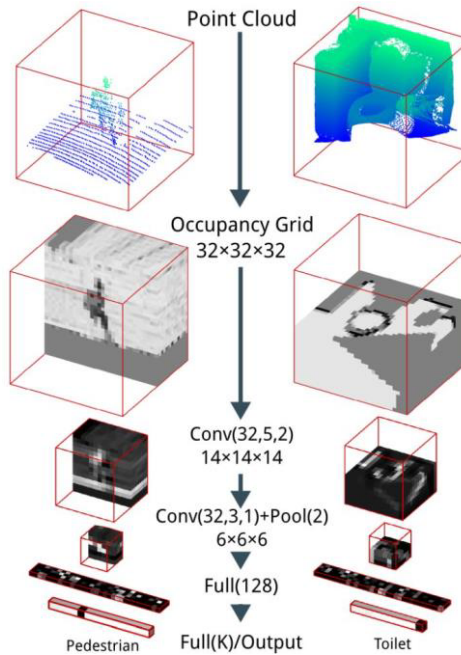 Point Cloud
Occupancy Grid
32×32×32
Conv(32,5,2)
14×14×14
Conv(32,3,1)+Pool(2)
6×6×6
Full(128)
Pedestrian
Full(K)/Output
Toilet